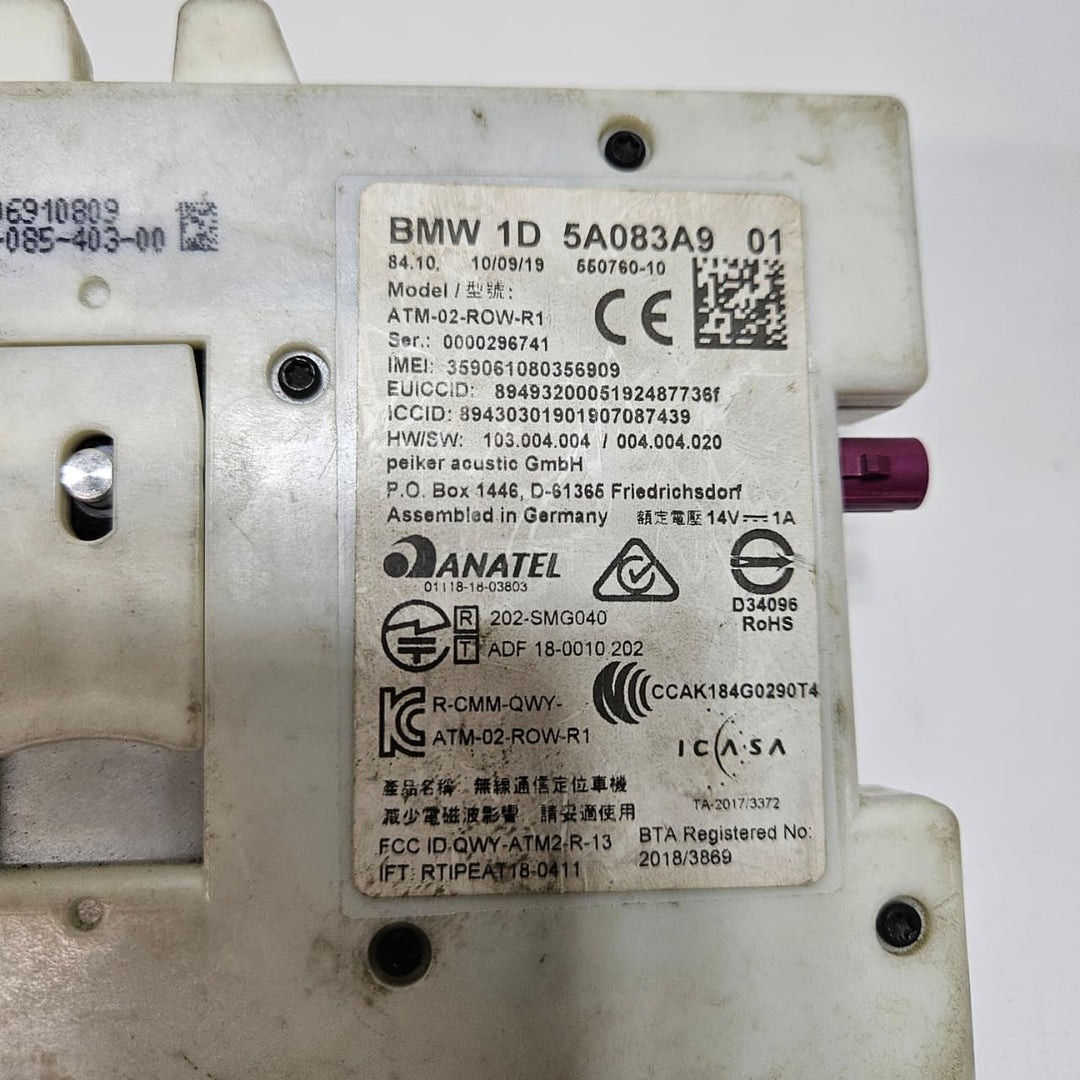 06910809
-085-403-00
BMW 1D 5A083A9 01
84.10, 10/09/19 550760-10
Model / 型號:
ATM-02-ROW-R1
CE
Ser.: 0000296741
IMEI: 359061080356909
EUICCID: 89493200051924877​36f
ICCID: 89430301901907087439
HW/SW: 103.004.004 / 004.004.020
peiker acustic GmbH
P.O. Box 1446, D-61365 Friedrichsdorf
Assembled in Germany 額定電壓 14V⎓1A
ANATEL
01118-18-03803
D34096
RoHS
R 202-SMG040
T ADF 18-0010 202
R-CMM-QWY-
ATM-02-ROW-R1
CCAK184G0290T4
ICASA
TA-2017/3372
產品名稱: 無線通信定位車機
減少電磁波影響, 請妥適使用
FCC ID QWY-ATM2-R-13
IFT: RTIPEAT18-0411
BTA Registered No:
2018/3869